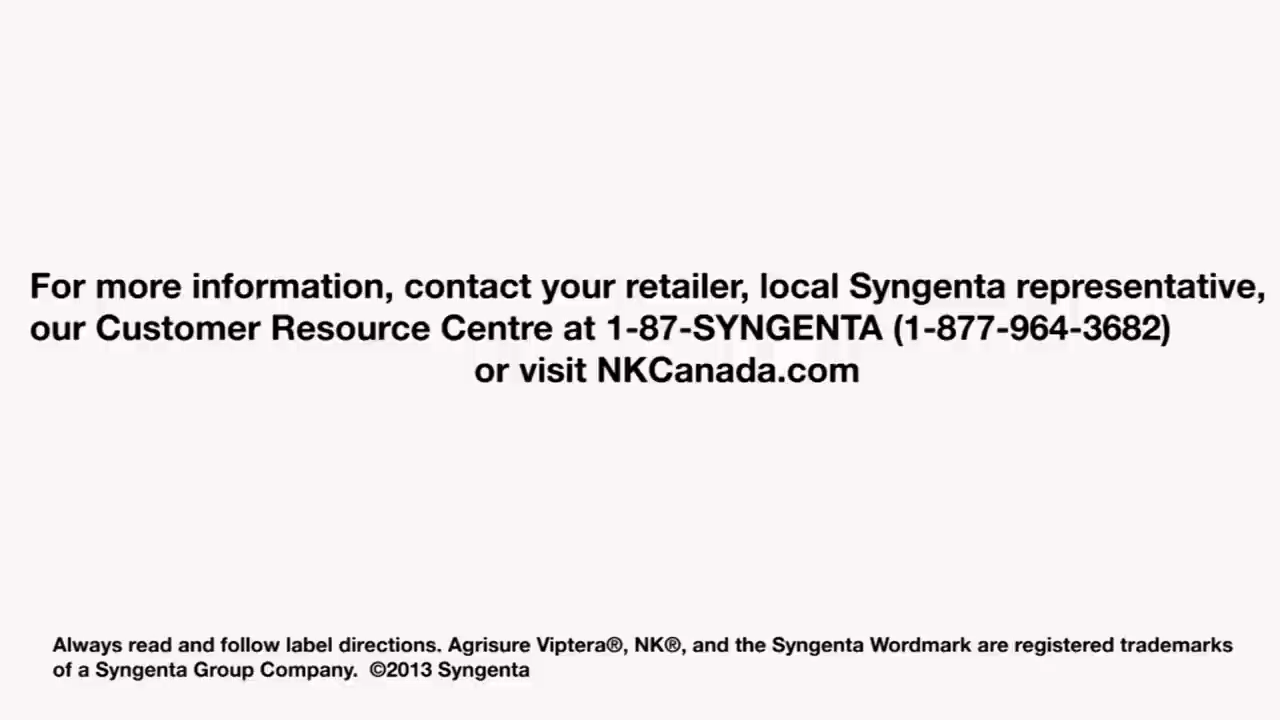 For more information, contact your retailer, local Syngenta representative,
our Customer Resource Centre at 1-87-SYNGENTA (1-877-964-3682)
or visit NKCanada.com
Always read and follow label directions. Agrisure Viptera®, NK®, and the Syngenta Wordmark are registered trademarks
of a Syngenta Group Company. ©2013 Syngenta